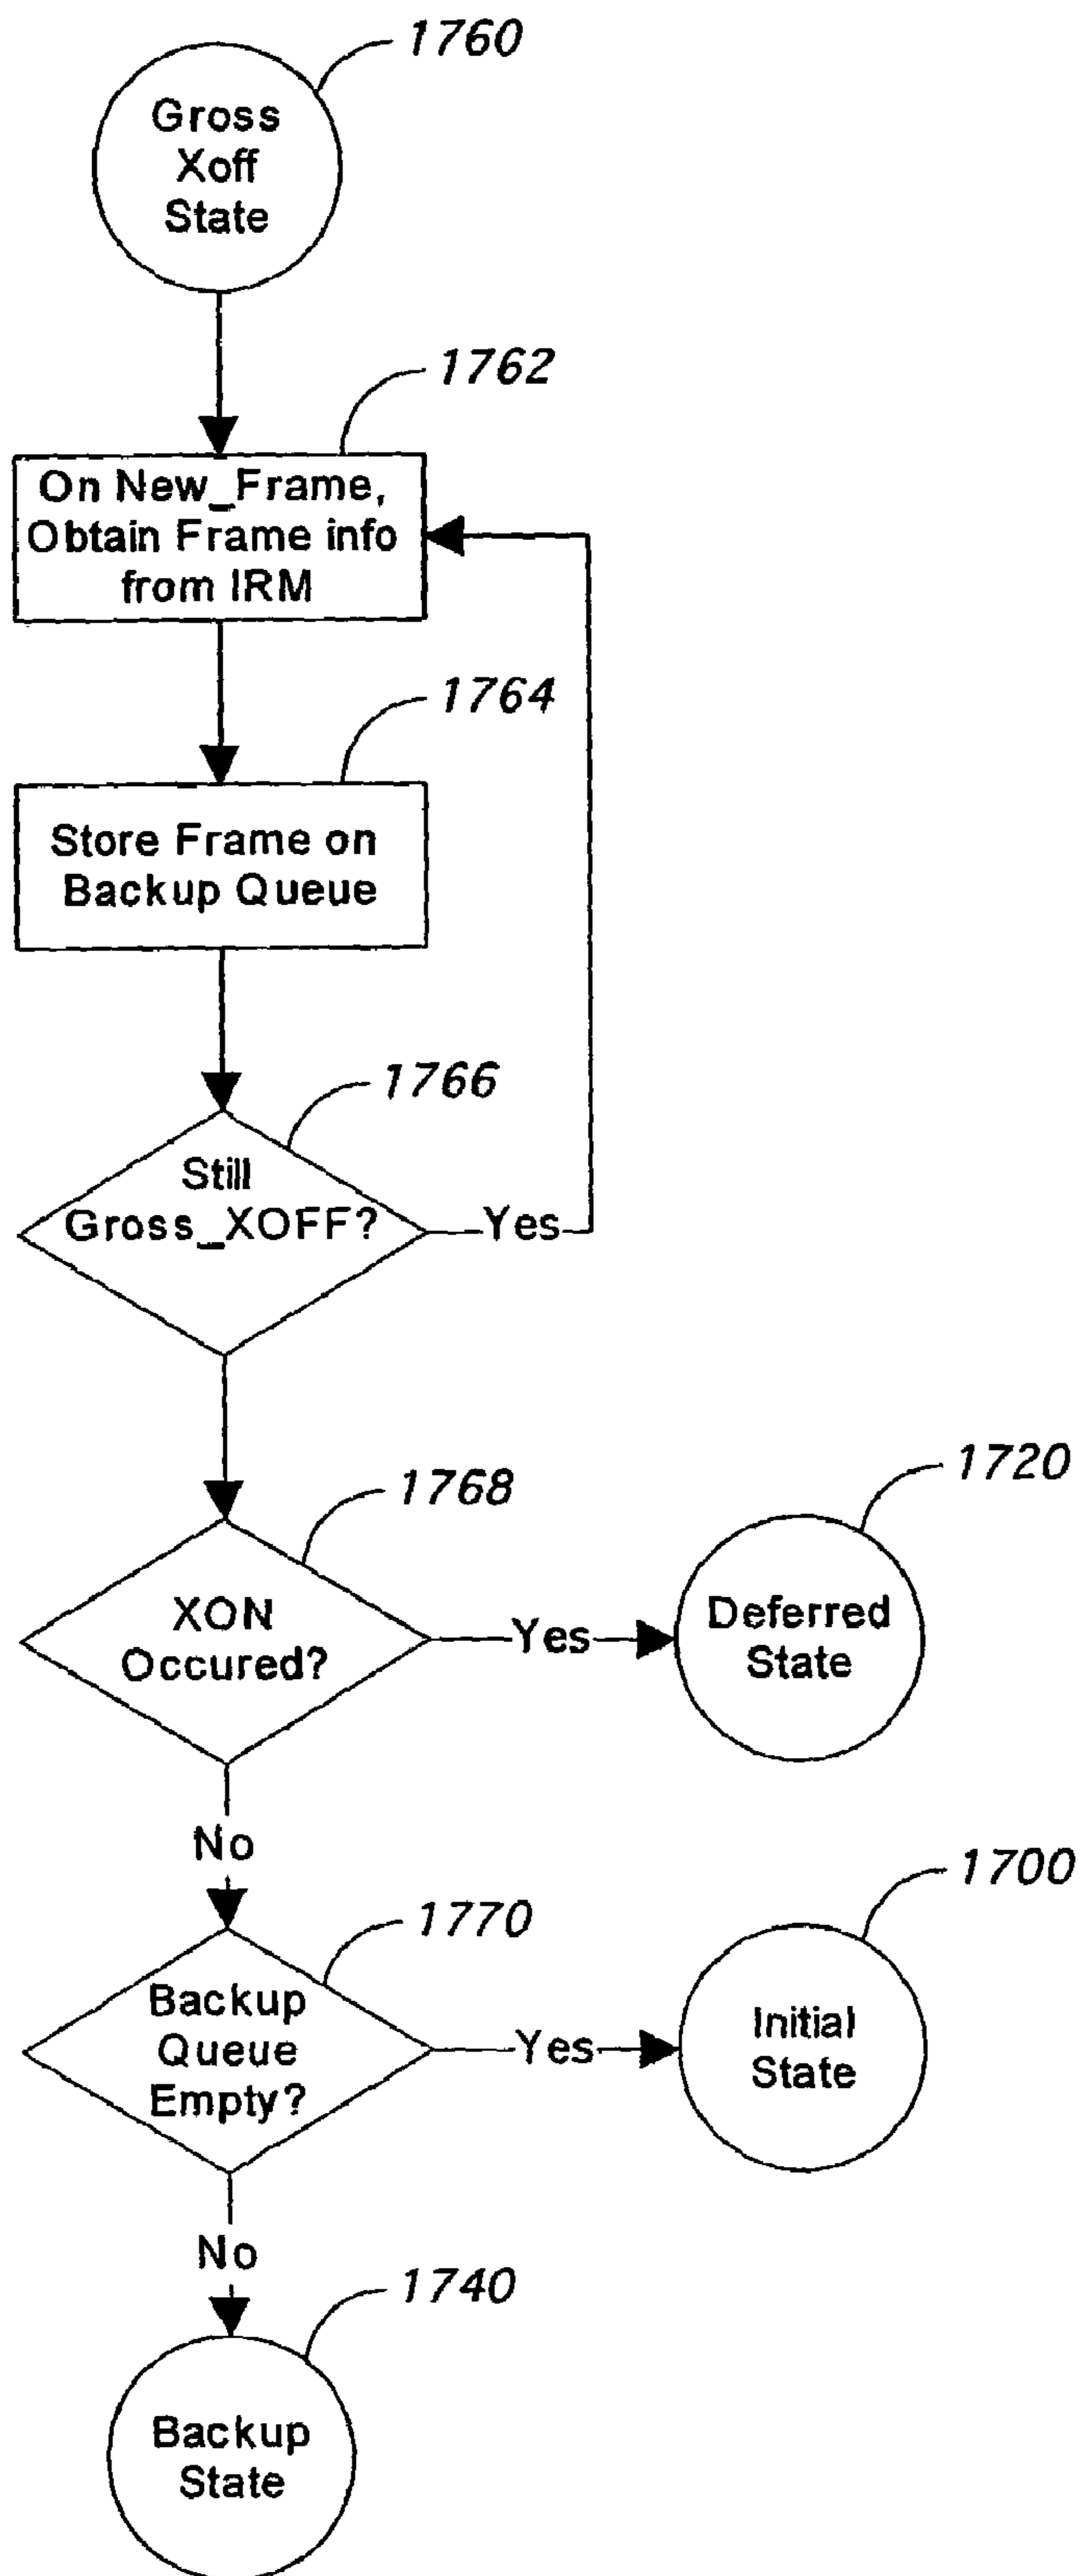 1760
Gross
Xoff
State
1762
On New_Frame,
Obtain Frame info
from IRM
1764
Store Frame on
Backup Queue
1766
Still
Gross_XOFF?
Yes
1768
XON
Occured?
Yes
1720
Deferred
State
No
1770
Backup
Queue
Empty?
Yes
1700
Initial
State
No
1740
Backup
State